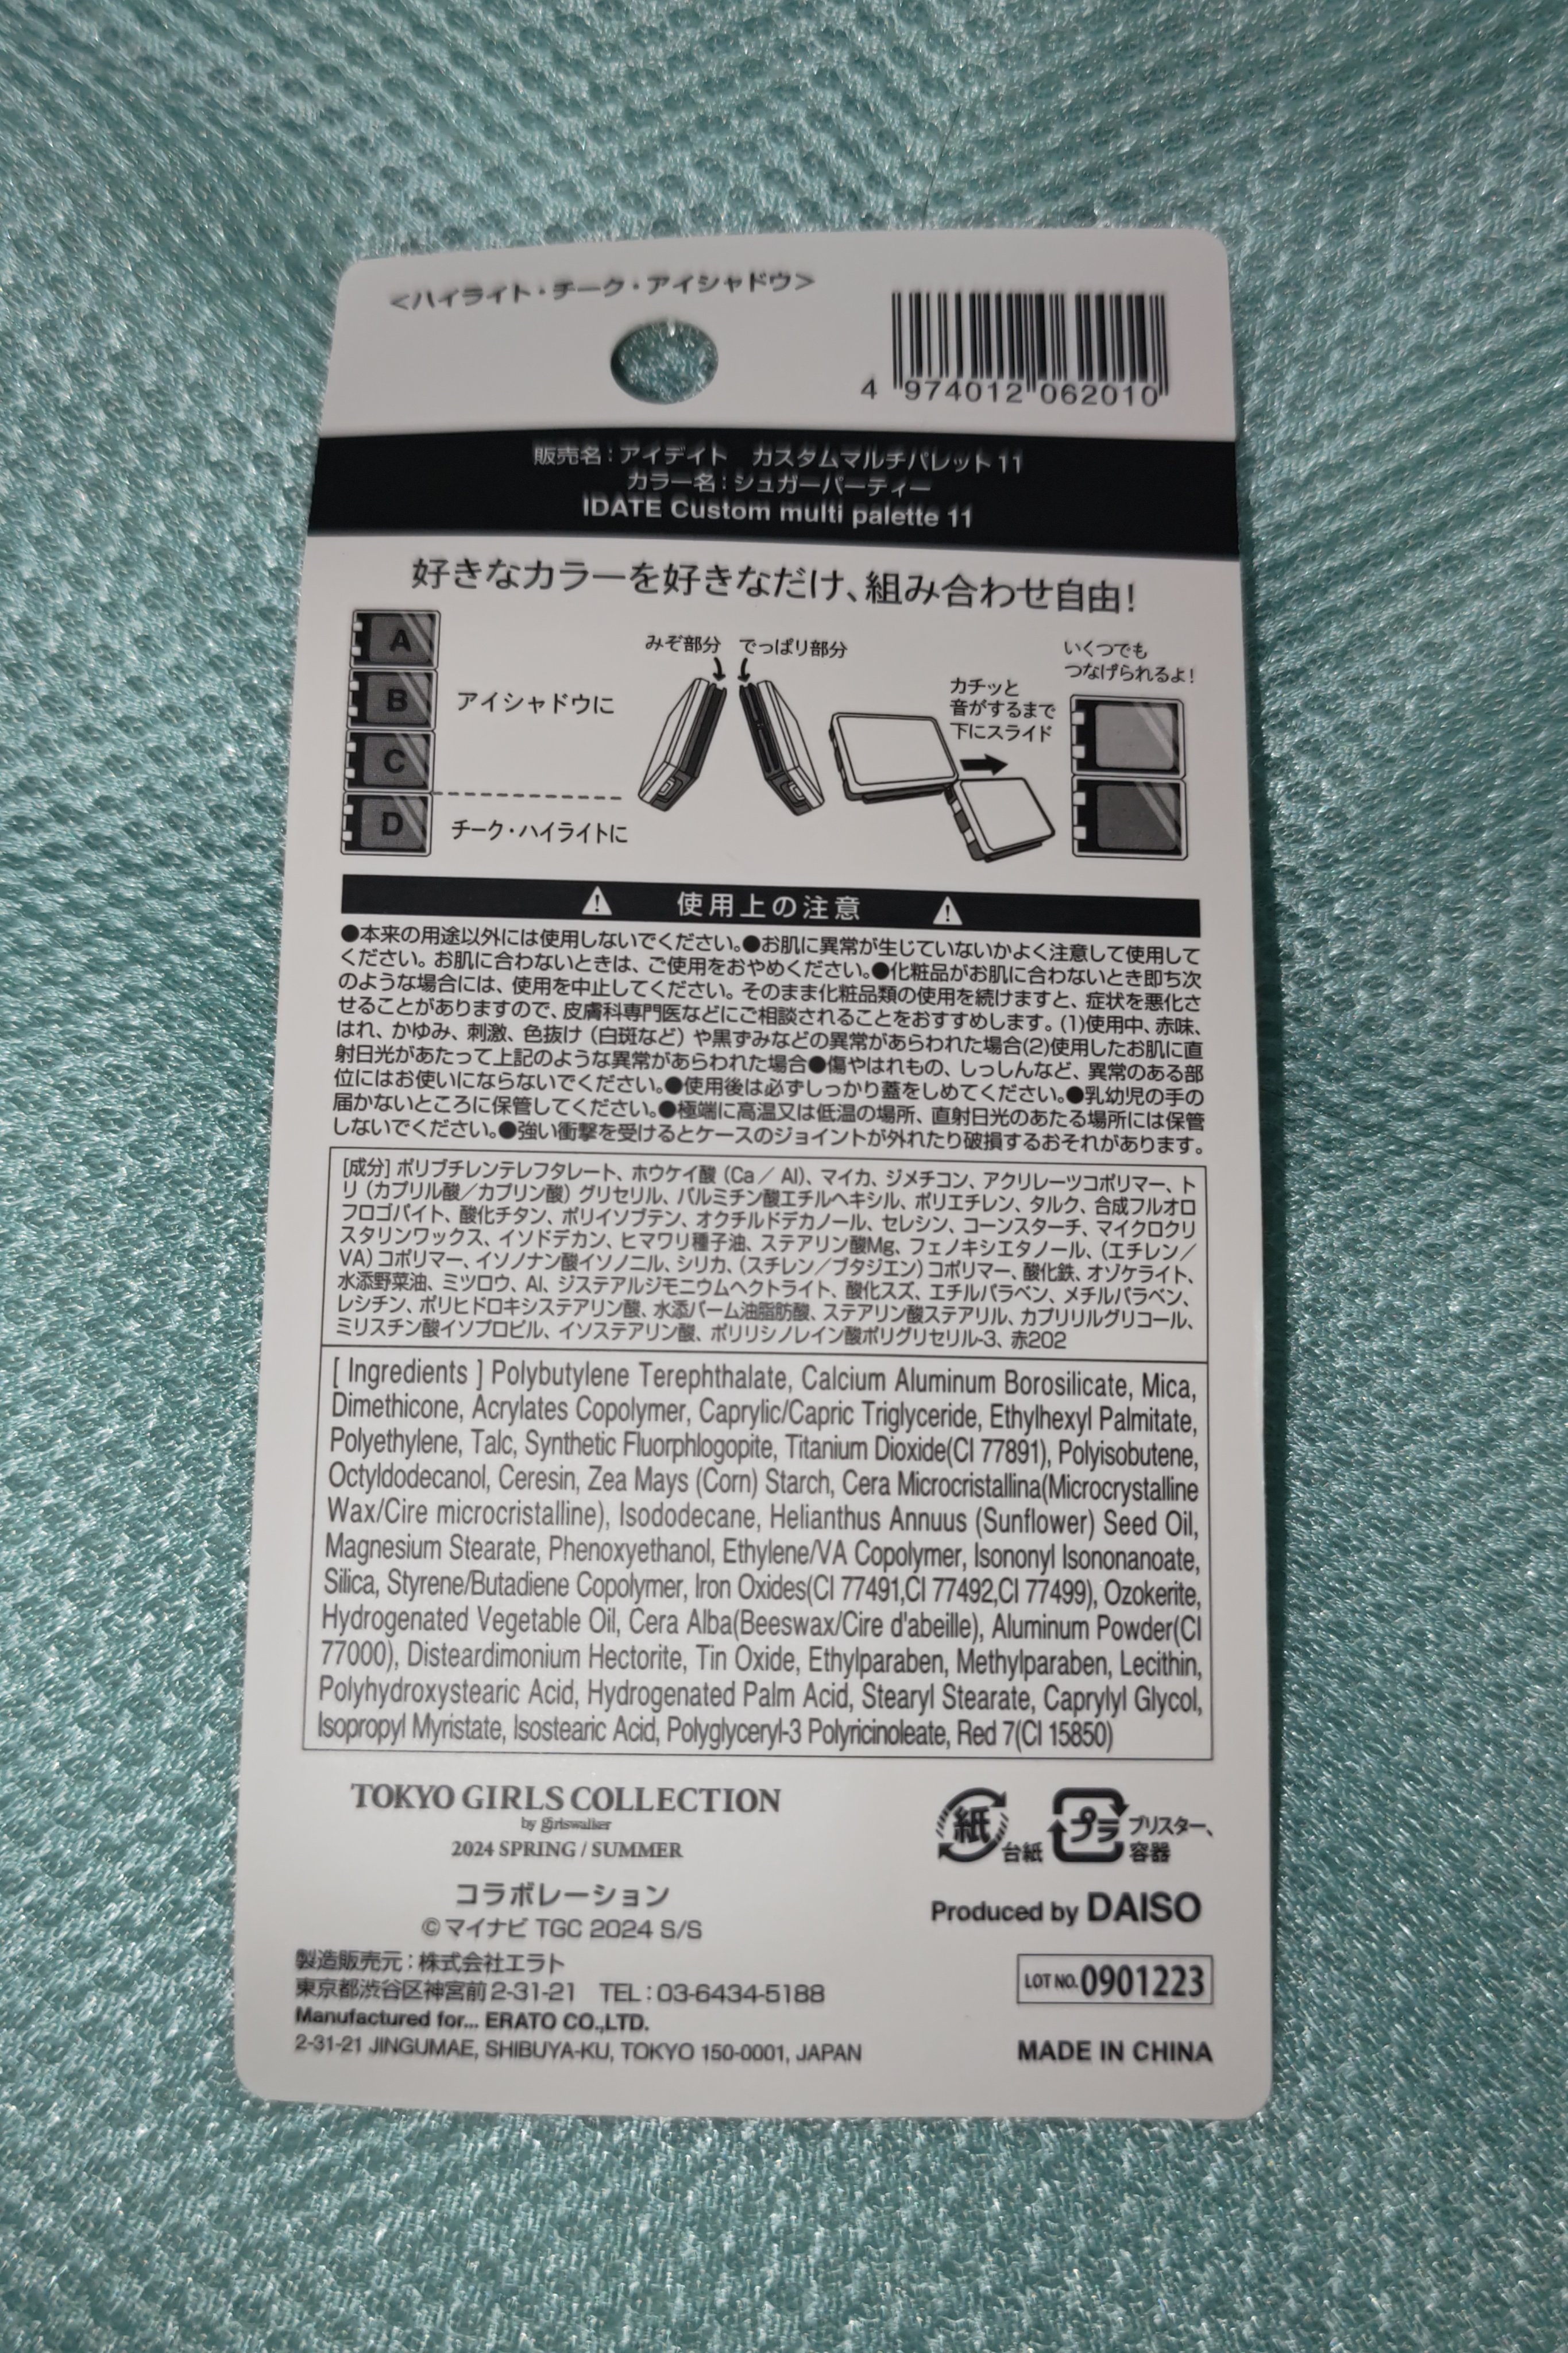 <ハイライト・チーク・アイシャドウ>
4 974012 062010
販売名：アイデイト　カスタムマルチパレット11
カラー名：シュガーパーティー
IDATE Custom multi palette 11
好きなカラーを好きなだけ、組み合わせ自由！
A
B
C
D
アイシャドウに
チーク・ハイライトに
みぞ部分
でっぱり部分
カチッと
音がするまで
下にスライド
いくつでも
つなげられるよ！
使用上の注意
●本来の用途以外には使用しないでください。●お肌に異常が生じていないかよく注意して使用して
ください。お肌に合わないときは、ご使用をおやめください。●化粧品がお肌に合わないとき即ち次
のような場合には、使用を中止してください。そのまま化粧品類の使用を続けますと、症状を悪化さ
せることがありますので、皮膚科専門医などにご相談されることをおすすめします。(1)使用中、赤味、
はれ、かゆみ、刺激、色抜け（白斑など）や黒ずみなどの異常があらわれた場合(2)使用したお肌に直
射日光があたって上記のような異常があらわれた場合●傷やはれもの、しっしんなど、異常のある部
位にはお使いにならないでください。●使用後は必ずしっかり蓋をしめてください。●乳幼児の手の
届かないところに保管してください。●極端に高温又は低温の場所、直射日光のあたる場所には保管
しないでください。●強い衝撃を受けるとケースのジョイントが外れたり破損するおそれがあります。
[成分] ポリブチレンテレフタレート、ホウケイ酸（Ca／Al）、マイカ、ジメチコン、アクリレーツコポリマー、ト
リ（カプリル酸／カプリン酸）グリセリル、パルミチン酸エチルヘキシル、ポリエチレン、タルク、合成フルオロ
フロゴパイト、酸化チタン、ポリイソブテン、オクチルドデカノール、セレシン、コーンスターチ、マイクロクリ
スタリンワックス、イソドデカン、ヒマワリ種子油、ステアリン酸Mg、フェノキシエタノール、（エチレン／
VA）コポリマー、イソノナン酸イソノニル、シリカ、（スチレン／ブタジエン）コポリマー、酸化鉄、オゾケライト、
水添野菜油、ミツロウ、Al、ジステアルジモニウムヘクトライト、酸化スズ、エチルパラベン、メチルパラベン、
レシチン、ポリヒドロキシステアリン酸、水添パーム油脂肪酸、ステアリン酸ステアリル、カプリリルグリコール、
ミリスチン酸イソプロピル、イソステアリン酸、ポリリシノレイン酸ポリグリセリル-3、赤202
[ Ingredients ] Polybutylene Terephthalate, Calcium Aluminum Borosilicate, Mica,
Dimethicone, Acrylates Copolymer, Caprylic/Capric Triglyceride, Ethylhexyl Palmitate,
Polyethylene, Talc, Synthetic Fluorphlogopite, Titanium Dioxide(CI 77891), Polyisobutene,
Octyldodecanol, Ceresin, Zea Mays (Corn) Starch, Cera Microcristallina(Microcrystalline
Wax/Cire microcristalline), Isododecane, Helianthus Annuus (Sunflower) Seed Oil,
Magnesium Stearate, Phenoxyethanol, Ethylene/VA Copolymer, Isononyl Isononanoate,
Silica, Styrene/Butadiene Copolymer, Iron Oxides(CI 77491,CI 77492,CI 77499), Ozokerite,
Hydrogenated Vegetable Oil, Cera Alba(Beeswax/Cire d'abeille), Aluminum Powder(CI
77000), Disteardimonium Hectorite, Tin Oxide, Ethylparaben, Methylparaben, Lecithin,
Polyhydroxystearic Acid, Hydrogenated Palm Acid, Stearyl Stearate, Caprylyl Glycol,
Isopropyl Myristate, Isostearic Acid, Polyglyceryl-3 Polyricinoleate, Red 7(CI 15850)
TOKYO GIRLS COLLECTION
by girlswalker
2024 SPRING / SUMMER
コラボレーション
©マイナビ TGC 2024 S/S
紙 台紙 プラ ブリスター、
容器
Produced by DAISO
製造販売元：株式会社エラト
東京都渋谷区神宮前2-31-21　TEL：03-6434-5188
Manufactured for... ERATO CO.,LTD.
2-31-21 JINGUMAE, SHIBUYA-KU, TOKYO 150-0001, JAPAN
LOT NO.0901223
MADE IN CHINA